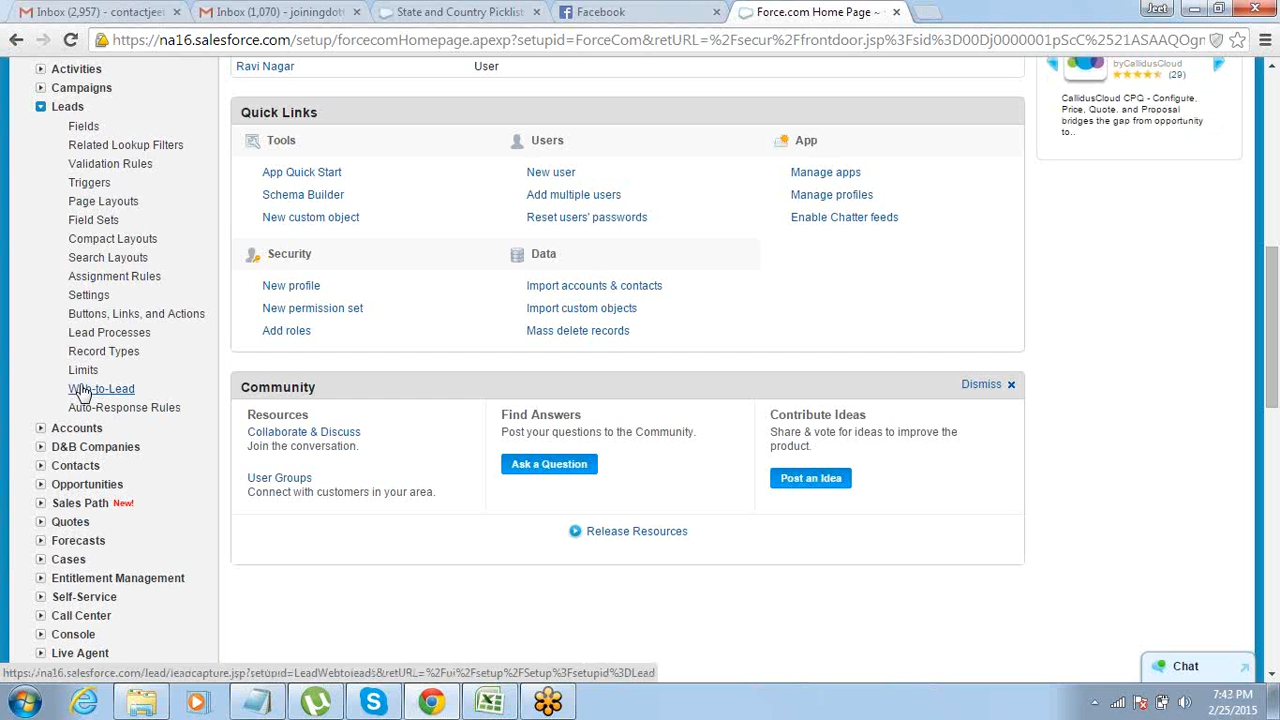 Inbox (2,957) - contactjee
Inbox (1,070) - joiningdott
State and Country Picklist
Facebook
Force.com Home Page ~
Jeet
https://na16.salesforce.com/setup/forcecomHomepage.apexp?setupid=ForceCom&retURL=%2Fsecur%2Ffrontdoor.jsp%3Fsid%3D00Dj0000001pScC%2521ASAAQOgn
Activities
Campaigns
Leads
Fields
Related Lookup Filters
Validation Rules
Triggers
Page Layouts
Field Sets
Compact Layouts
Search Layouts
Assignment Rules
Settings
Buttons, Links, and Actions
Lead Processes
Record Types
Limits
Web-to-Lead
Auto-Response Rules
Accounts
D&B Companies
Contacts
Opportunities
Sales Path New!
Quotes
Forecasts
Cases
Entitlement Management
Self-Service
Call Center
Console
Live Agent
Ravi Nagar User
Quick Links
Tools Users App
App Quick Start New user Manage apps
Schema Builder Add multiple users Manage profiles
New custom object Reset users' passwords Enable Chatter feeds
Security Data
New profile Import accounts & contacts
New permission set Import custom objects
Add roles Mass delete records
Community Dismiss
Resources Find Answers Contribute Ideas
Collaborate & Discuss Post your questions to the Community. Share & vote for ideas to improve the
Join the conversation. product.
Ask a Question Post an Idea
User Groups
Connect with customers in your area.
Release Resources
byCallidusCloud
(29)
CallidusCloud CPQ - Configure,
Price, Quote, and Proposal
bridges the gap from opportunity
to..
Chat
https://na16.salesforce.com/lead/leadcapture.jsp?setupid=LeadWebtoleads&retURL=%2Fui%2Fsetup%2FSetup%3Fsetupid%3DLead
7:43 PM
2/25/2015